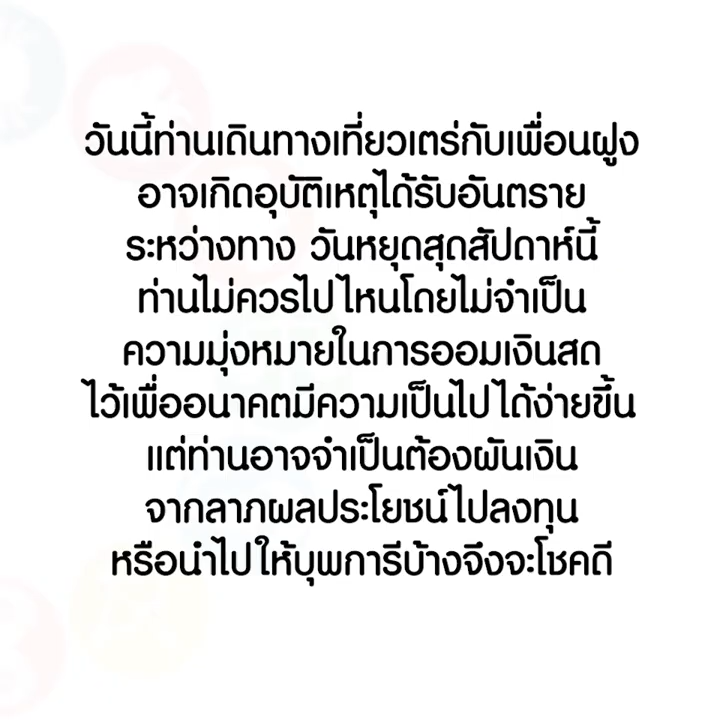 วันนี้ท่านเดินทางเที่ยวเตร่กับเพื่อนฝูง
อาจเกิดอุบัติเหตุได้รับอันตราย
ระหว่างทาง วันหยุดสุดสัปดาห์นี้
ท่านไม่ควรไปไหนโดยไม่จำเป็น
ความมุ่งหมายในการออมเงินสด
ไว้เพื่ออนาคตมีความเป็นไปได้ง่ายขึ้น
แต่ท่านอาจจำเป็นต้องผันเงิน
จากลาภผลประโยชน์ไปลงทุน
หรือนำไปให้บุพการีบ้างจึงจะโชคดี